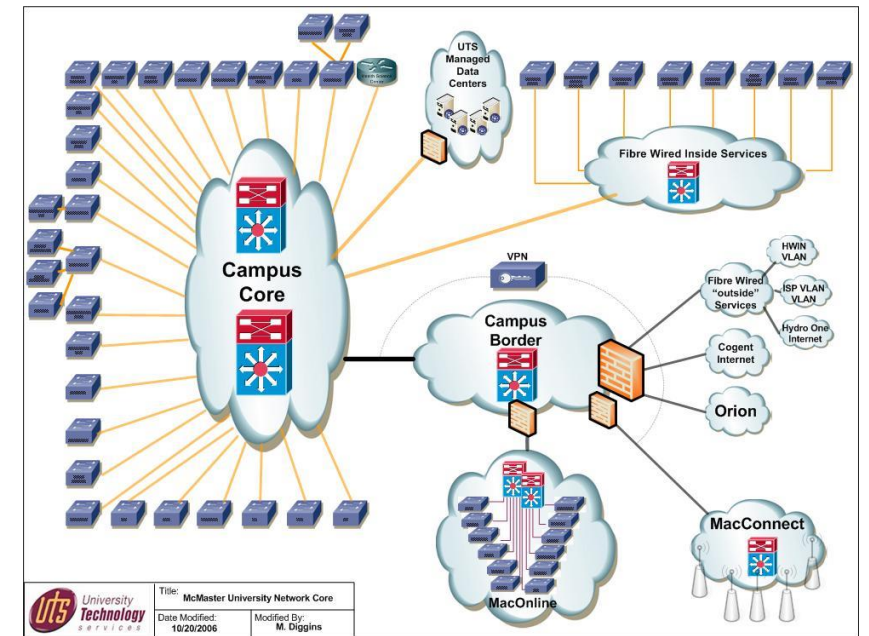 UTS
Managed
Data
Centers
Fibre Wired Inside Services
Campus
Core
VPN
Campus
Border
Fibre Wired
"outside"
Services
HWIN
VLAN
ISP VLAN
VLAN
Hydro One
Internet
Cogent
Internet
Orion
MacOnline
MacConnect
UTS
University
Technology
services
Title:
McMaster University Network Core
Date Modified:
10/20/2006
Modified By:
M. Diggins